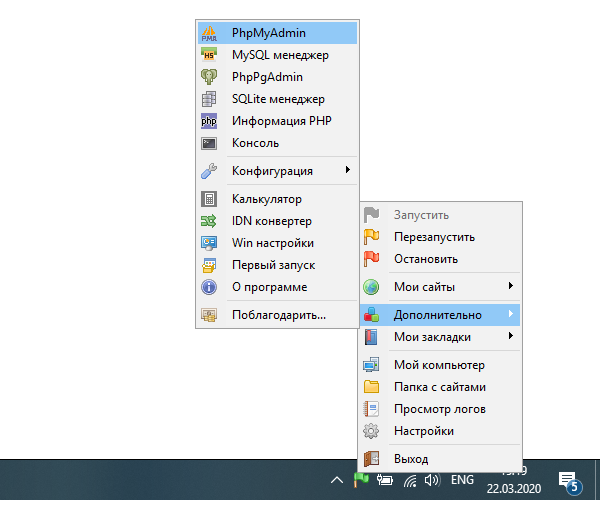 PhpMyAdmin
MySQL менеджер
PhpPgAdmin
SQLite менеджер
Информация PHP
Консоль
Конфигурация
Калькулятор
IDN конвертер
Win настройки
Первый запуск
О программе
Поблагодарить...
Запустить
Перезапустить
Остановить
Мои сайты
Дополнительно
Мои закладки
Мой компьютер
Папка с сайтами
Просмотр логов
Настройки
Выход
ENG
22.03.2020
5